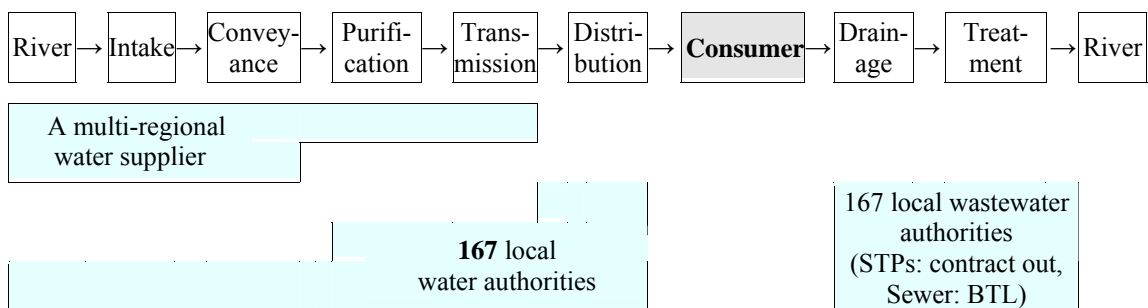 River → Intake → Convey-
ance → Purifi-
cation → Trans-
mission → Distri-
bution → Consumer → Drain-
age → Treat-
ment → River
A multi-regional
water supplier
167 local
water authorities
167 local wastewater
authorities
(STPs: contract out,
Sewer: BTL)